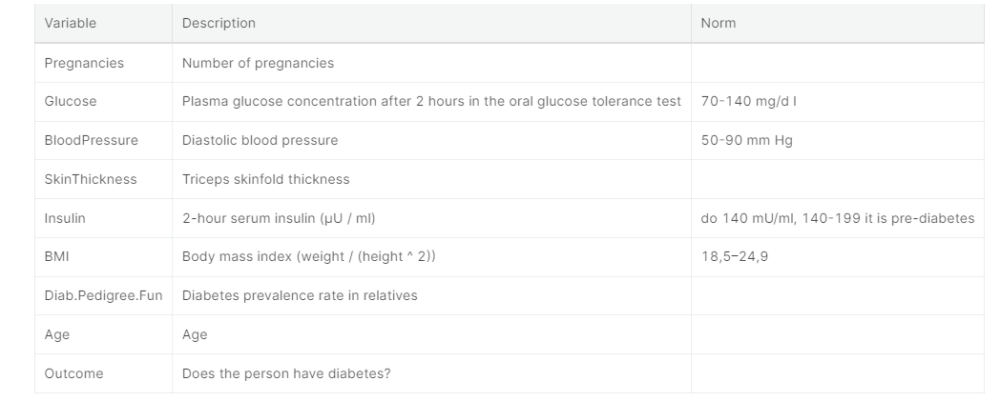 Variable Description Norm
Pregnancies Number of pregnancies
Glucose Plasma glucose concentration after 2 hours in the oral glucose tolerance test 70-140 mg/d l
BloodPressure Diastolic blood pressure 50-90 mm Hg
SkinThickness Triceps skinfold thickness
Insulin 2-hour serum insulin (μU / ml) do 140 mU/ml, 140-199 it is pre-diabetes
BMI Body mass index (weight / (height ^ 2)) 18,5–24,9
Diab.Pedigree.Fun Diabetes prevalence rate in relatives
Age Age
Outcome Does the person have diabetes?